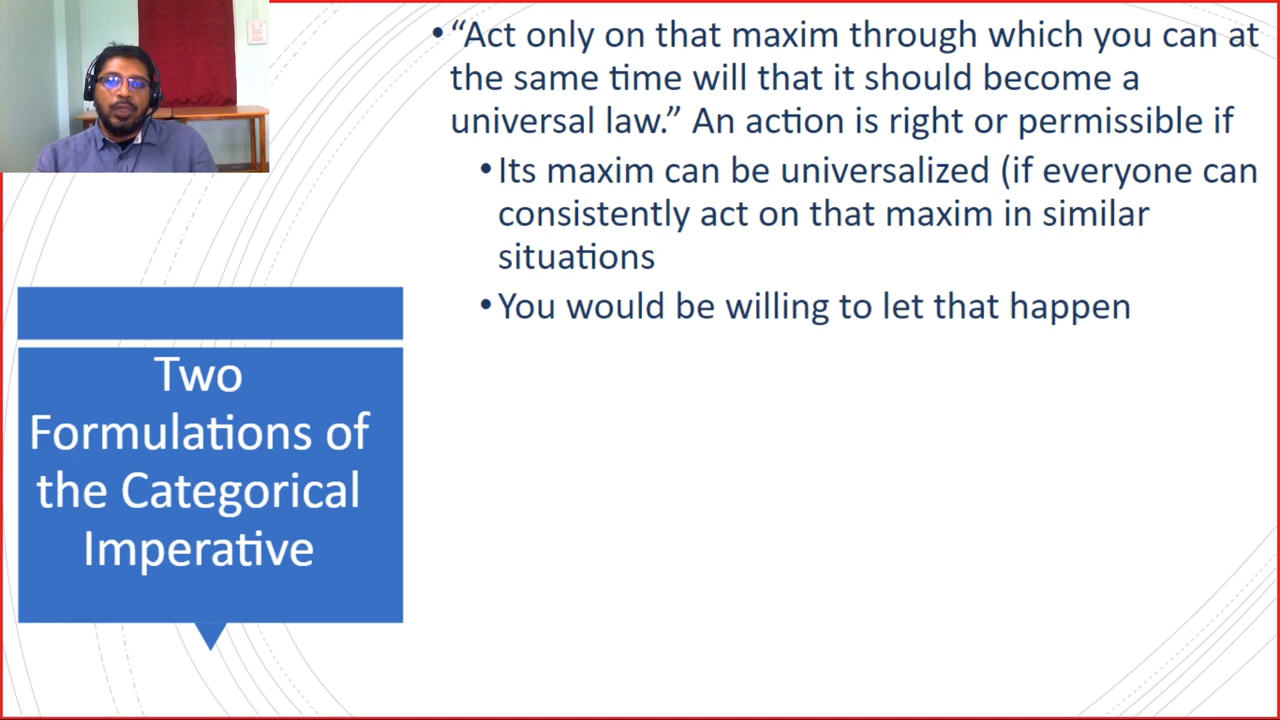 • “Act only on that maxim through which you can at
the same time will that it should become a
universal law.” An action is right or permissible if
• Its maxim can be universalized (if everyone can
consistently act on that maxim in similar
situations
• You would be willing to let that happen
Two
Formulations of
the Categorical
Imperative